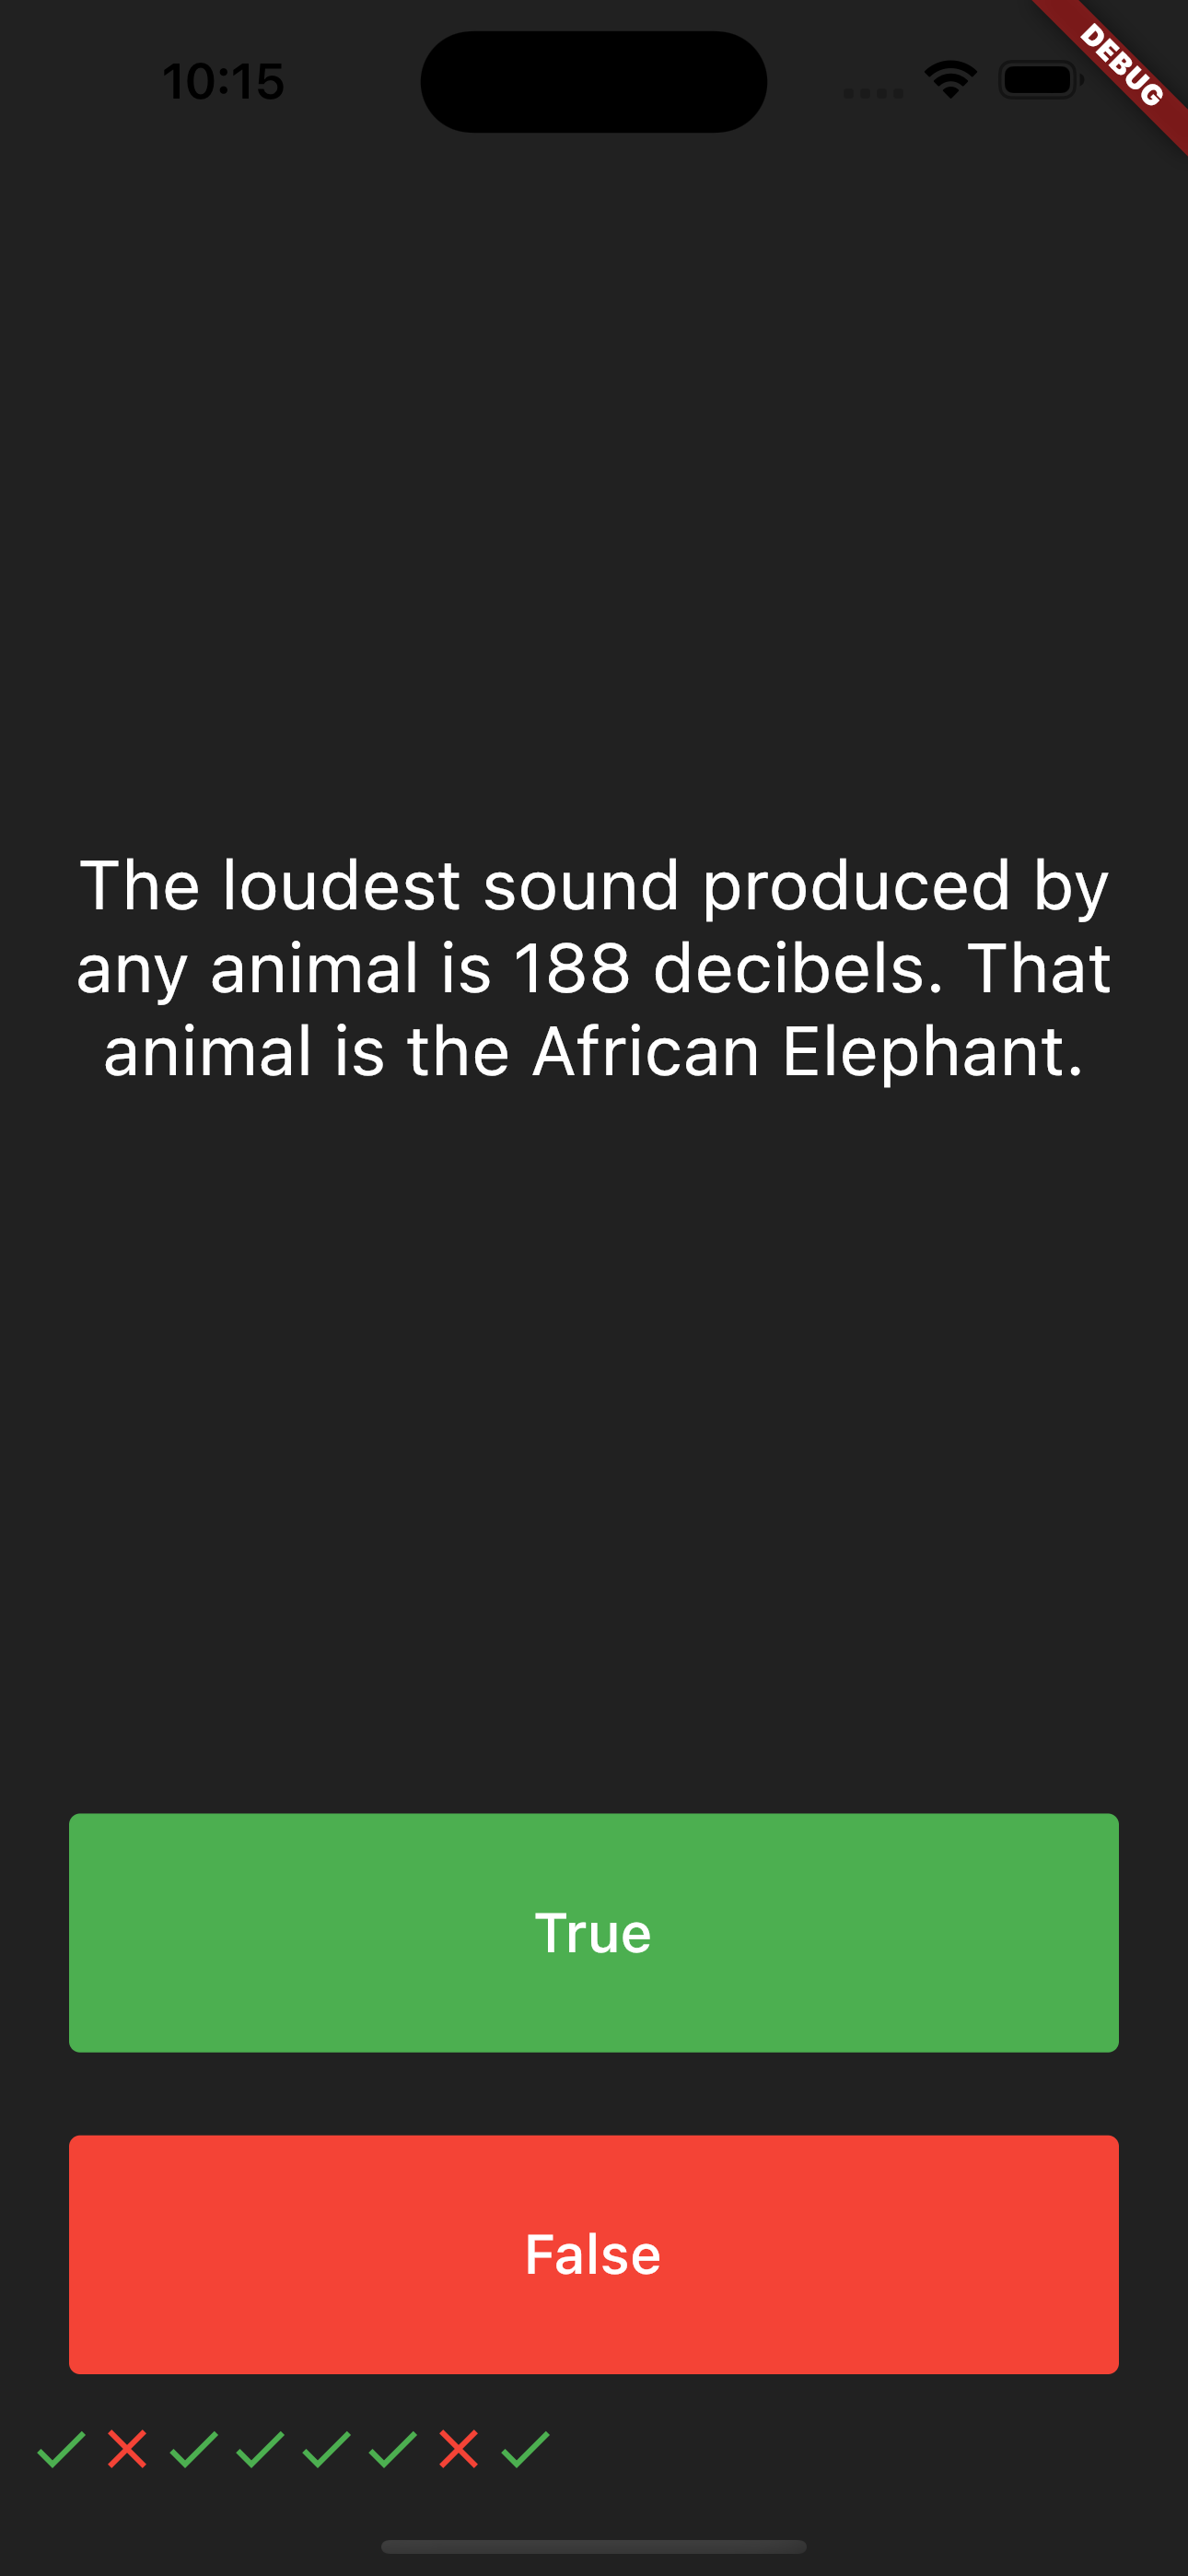 10:15
DEBUG
The loudest sound produced by
any animal is 188 decibels. That
animal is the African Elephant.
True
False